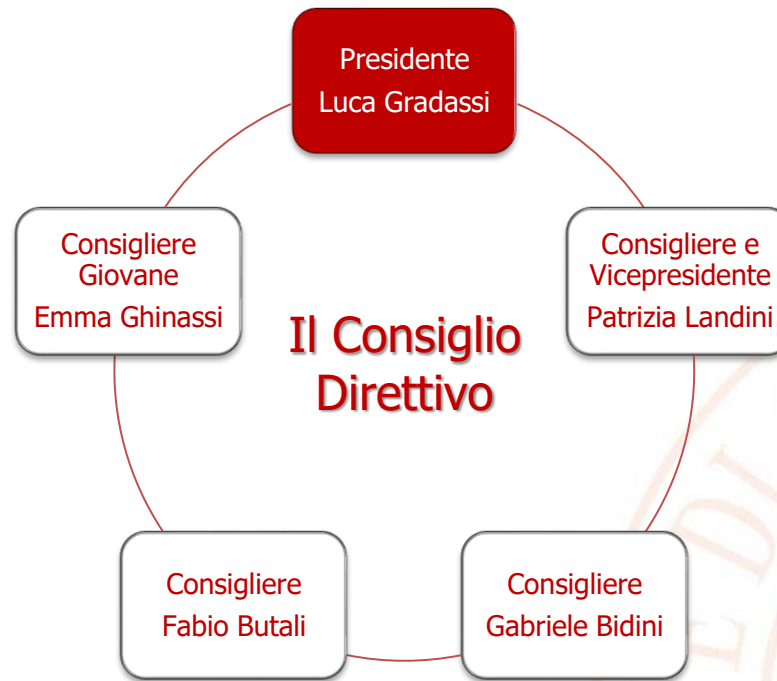 Presidente
Luca Gradassi
Consigliere
Giovane
Emma Ghinassi
Consigliere e
Vicepresidente
Patrizia Landini
Il Consiglio
Direttivo
Consigliere
Fabio Butali
Consigliere
Gabriele Bidini
E DI